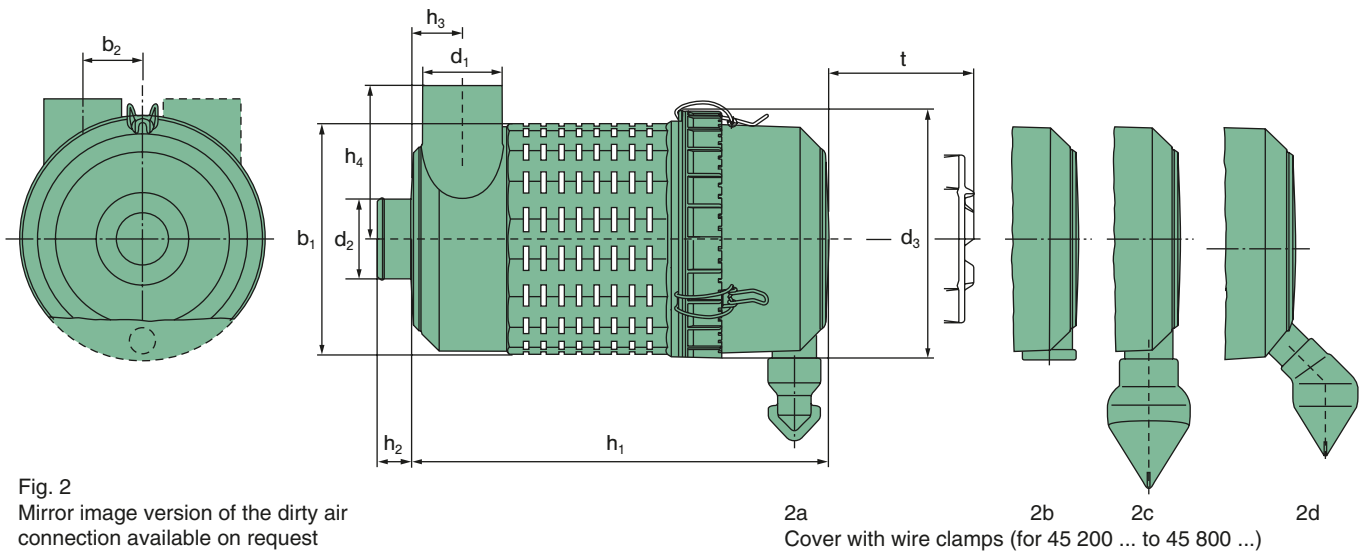 b₂
h₃
d₁
t
h₄
b₁
d₂
d₃
h₂
h₁
Fig. 2
Mirror image version of the dirty air
connection available on request
2a
2b
2c
2d
Cover with wire clamps (for 45 200 ... to 45 800 ...)